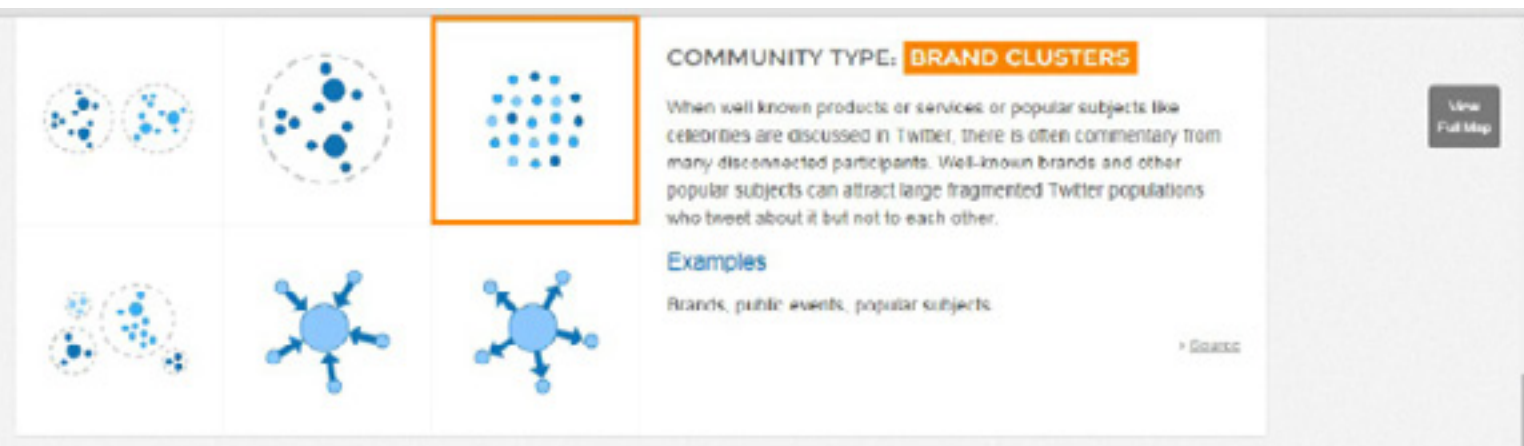 COMMUNITY TYPE: BRAND CLUSTERS
When well known products or services or popular subjects like
celebrities are discussed in Twitter, there is often commentary from
many disconnected participants. Well-known brands and other
popular subjects can attract large fragmented Twitter populations
who tweet about it but not to each other.
Examples
Brands, public events, popular subjects.
› Source
View
Full Map